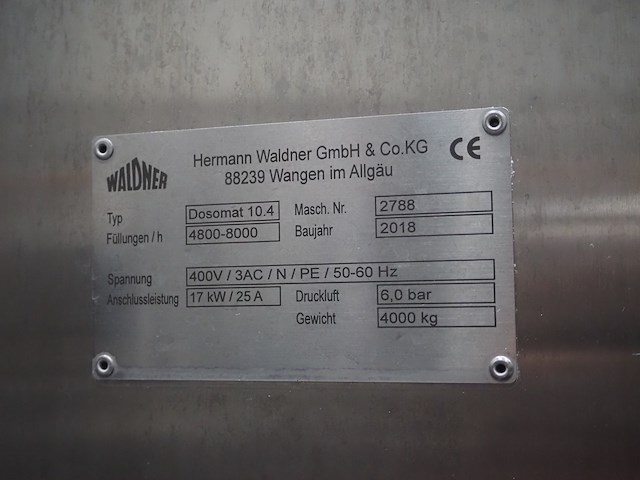 WALDNER
Hermann Waldner GmbH & Co.KG
88239 Wangen im Allgäu
CE
Typ Dosomat 10.4 Masch. Nr. 2788
Füllungen / h 4800-8000 Baujahr 2018
Spannung 400V / 3AC / N / PE / 50-60 Hz
Anschlussleistung 17 kW / 25 A Druckluft 6,0 bar
Gewicht 4000 kg